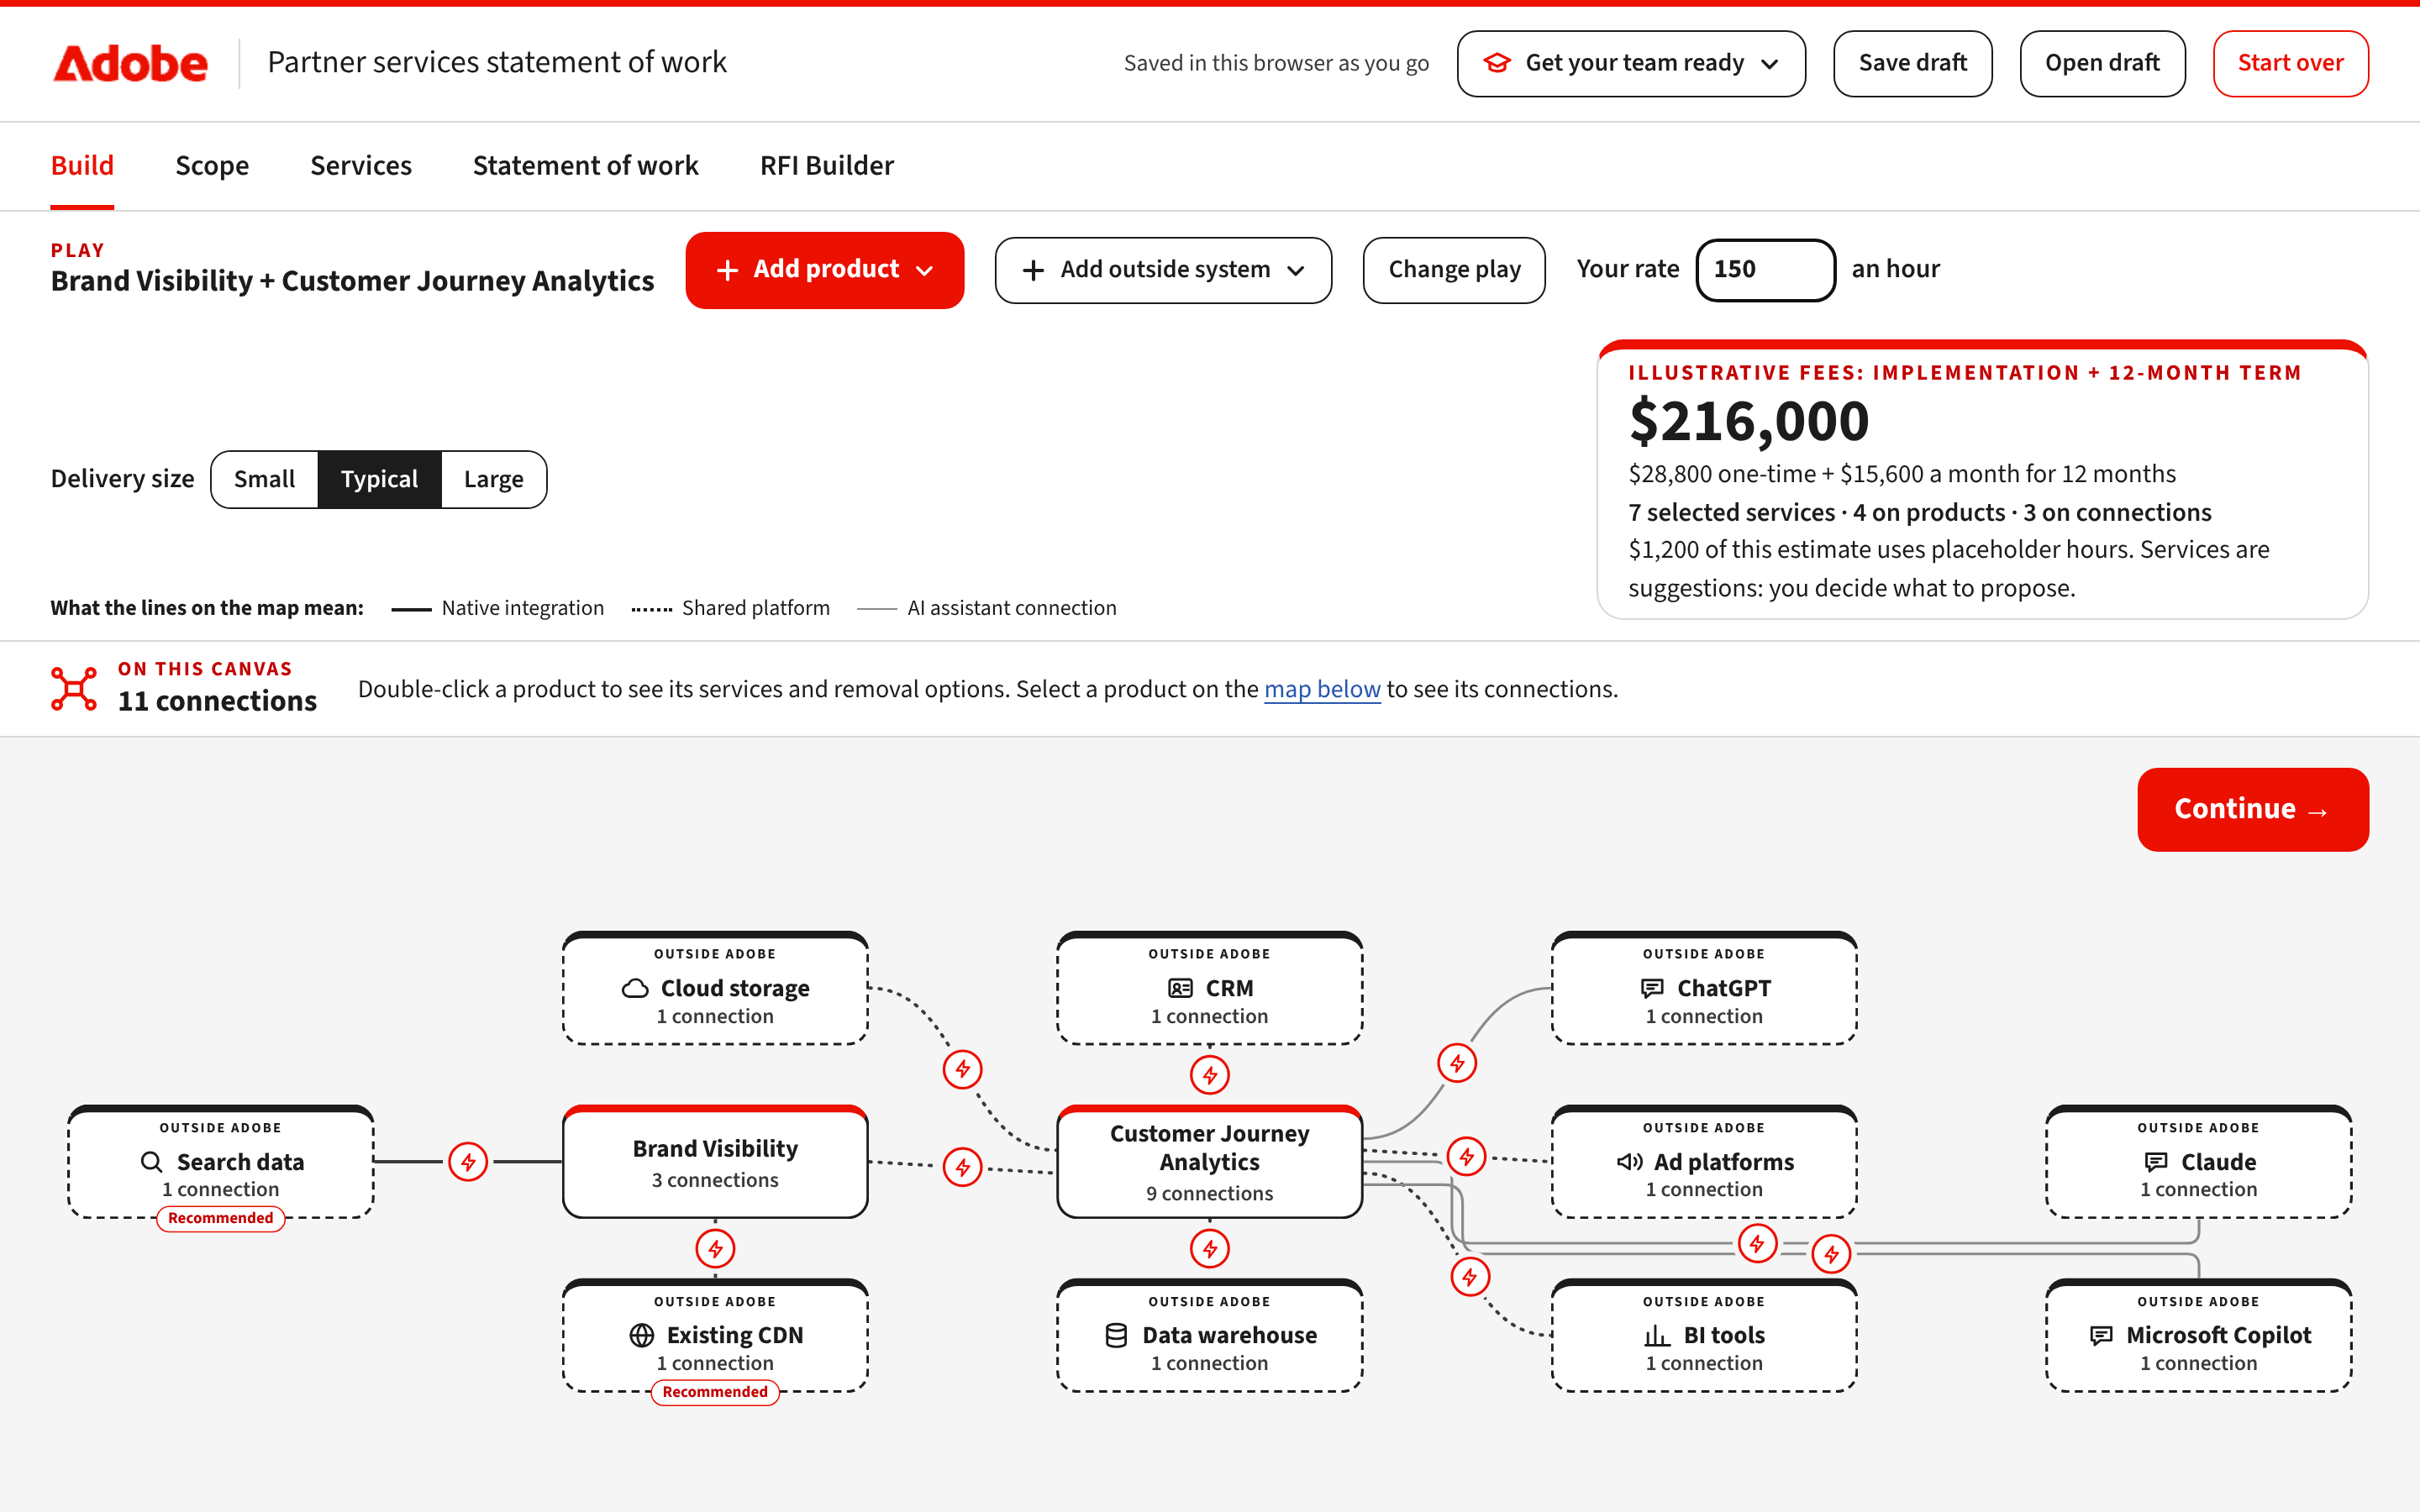 Adobe
Partner services statement of work
Saved in this browser as you go
Get your team ready
Save draft
Open draft
Start over
Build
Scope
Services
Statement of work
RFI Builder
PLAY
Brand Visibility + Customer Journey Analytics
+ Add product
+ Add outside system
Change play
Your rate
150
an hour
ILLUSTRATIVE FEES: IMPLEMENTATION + 12-MONTH TERM
$216,000
$28,800 one-time + $15,600 a month for 12 months
7 selected services · 4 on products · 3 on connections
$1,200 of this estimate uses placeholder hours. Services are
suggestions: you decide what to propose.
Delivery size
Small
Typical
Large
What the lines on the map mean:
Native integration
Shared platform
AI assistant connection
ON THIS CANVAS
11 connections
Double-click a product to see its services and removal options. Select a product on the map below to see its connections.
Continue →
OUTSIDE ADOBE
Cloud storage
1 connection
OUTSIDE ADOBE
CRM
1 connection
OUTSIDE ADOBE
ChatGPT
1 connection
OUTSIDE ADOBE
Search data
1 connection
Recommended
Brand Visibility
3 connections
Customer Journey
Analytics
9 connections
OUTSIDE ADOBE
Ad platforms
1 connection
OUTSIDE ADOBE
Claude
1 connection
OUTSIDE ADOBE
Existing CDN
1 connection
Recommended
OUTSIDE ADOBE
Data warehouse
1 connection
OUTSIDE ADOBE
BI tools
1 connection
OUTSIDE ADOBE
Microsoft Copilot
1 connection